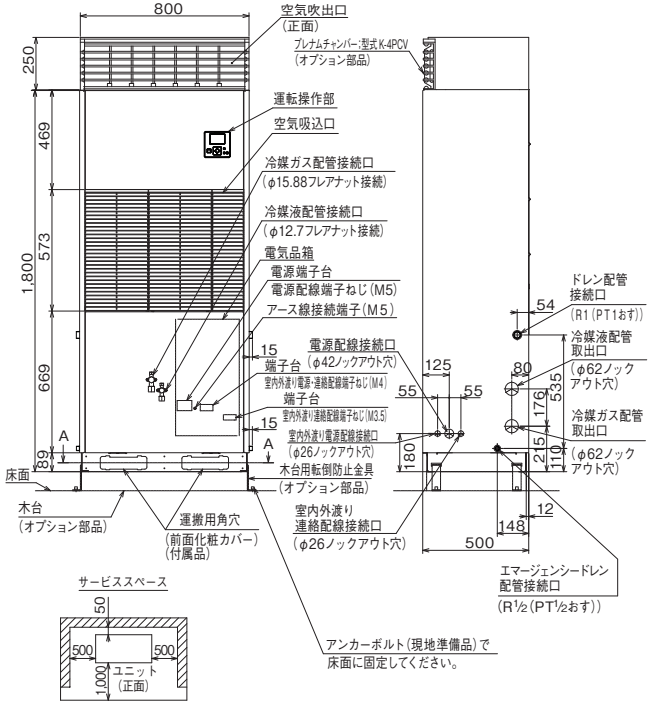 800
空気吹出口
(正面)
プレナムチャンバー:型式 K-4PCV
(オプション部品)
250
運転操作部
469
空気吸込口
冷媒ガス配管接続口
(φ15.88フレアナット接続)
冷媒液配管接続口
(φ12.7フレアナット接続)
573
1,800
電気品箱
電源端子台
電源配線端子ねじ(M5)
アース線接続端子(M5)
ドレン配管
接続口
(R1(PT1おす))
54
15
電源配線接続口
(φ42ノックアウト穴)
125
冷媒液配管
取出口
(φ62ノック
アウト穴)
80
端子台
室内外渡り電源・連絡配線端子ねじ(M4)
端子台
室内外渡り連絡配線端子ねじ(M3.5)
55
55
535
176
669
15
室内外渡り電源配線接続口
(φ26ノックアウト穴)
冷媒ガス配管
取出口
(φ62ノック
アウト穴)
180
215
110
A
A
89
木台用転倒防止金具
(オプション部品)
床面
木台
(オプション部品)
運搬用角穴
(前面化粧カバー)
(付属品)
室内外渡り
連絡配線接続口
(φ26ノックアウト穴)
12
148
500
エマージェンシードレン
配管接続口
(R½(PT½おす))
サービススペース
50
500
500
ユニット
(正面)
1,000
アンカーボルト(現地準備品)で
床面に固定してください。